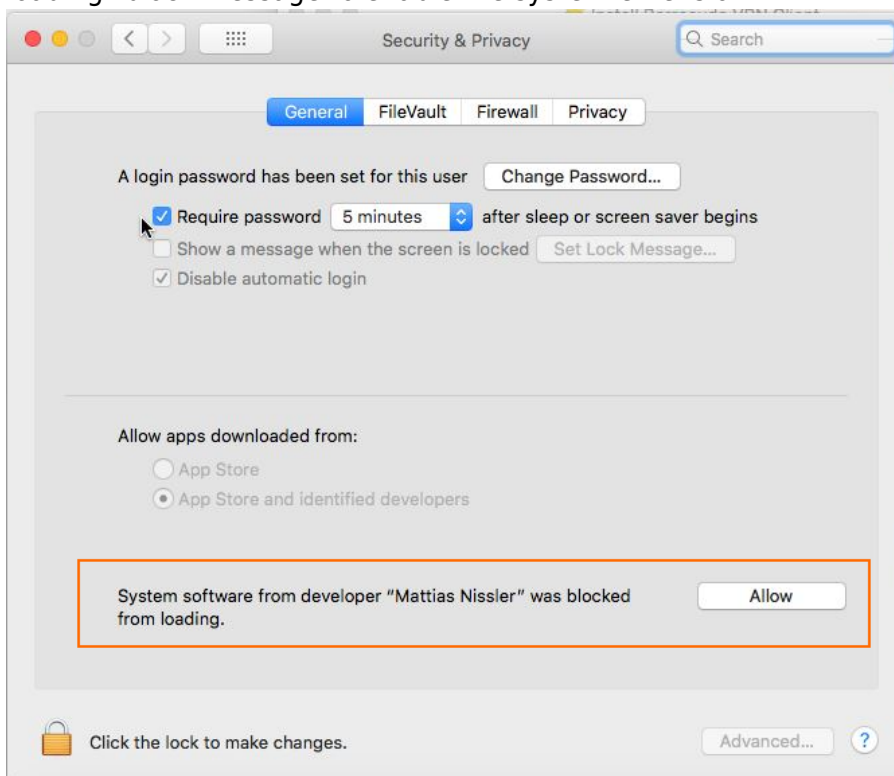 Security & Privacy
Search
General FileVault Firewall Privacy
A login password has been set for this user Change Password...
Require password 5 minutes after sleep or screen saver begins
Show a message when the screen is locked Set Lock Message...
Disable automatic login
Allow apps downloaded from:
App Store
App Store and identified developers
System software from developer “Mattias Nissler” was blocked Allow
from loading.
Click the lock to make changes. Advanced... ?